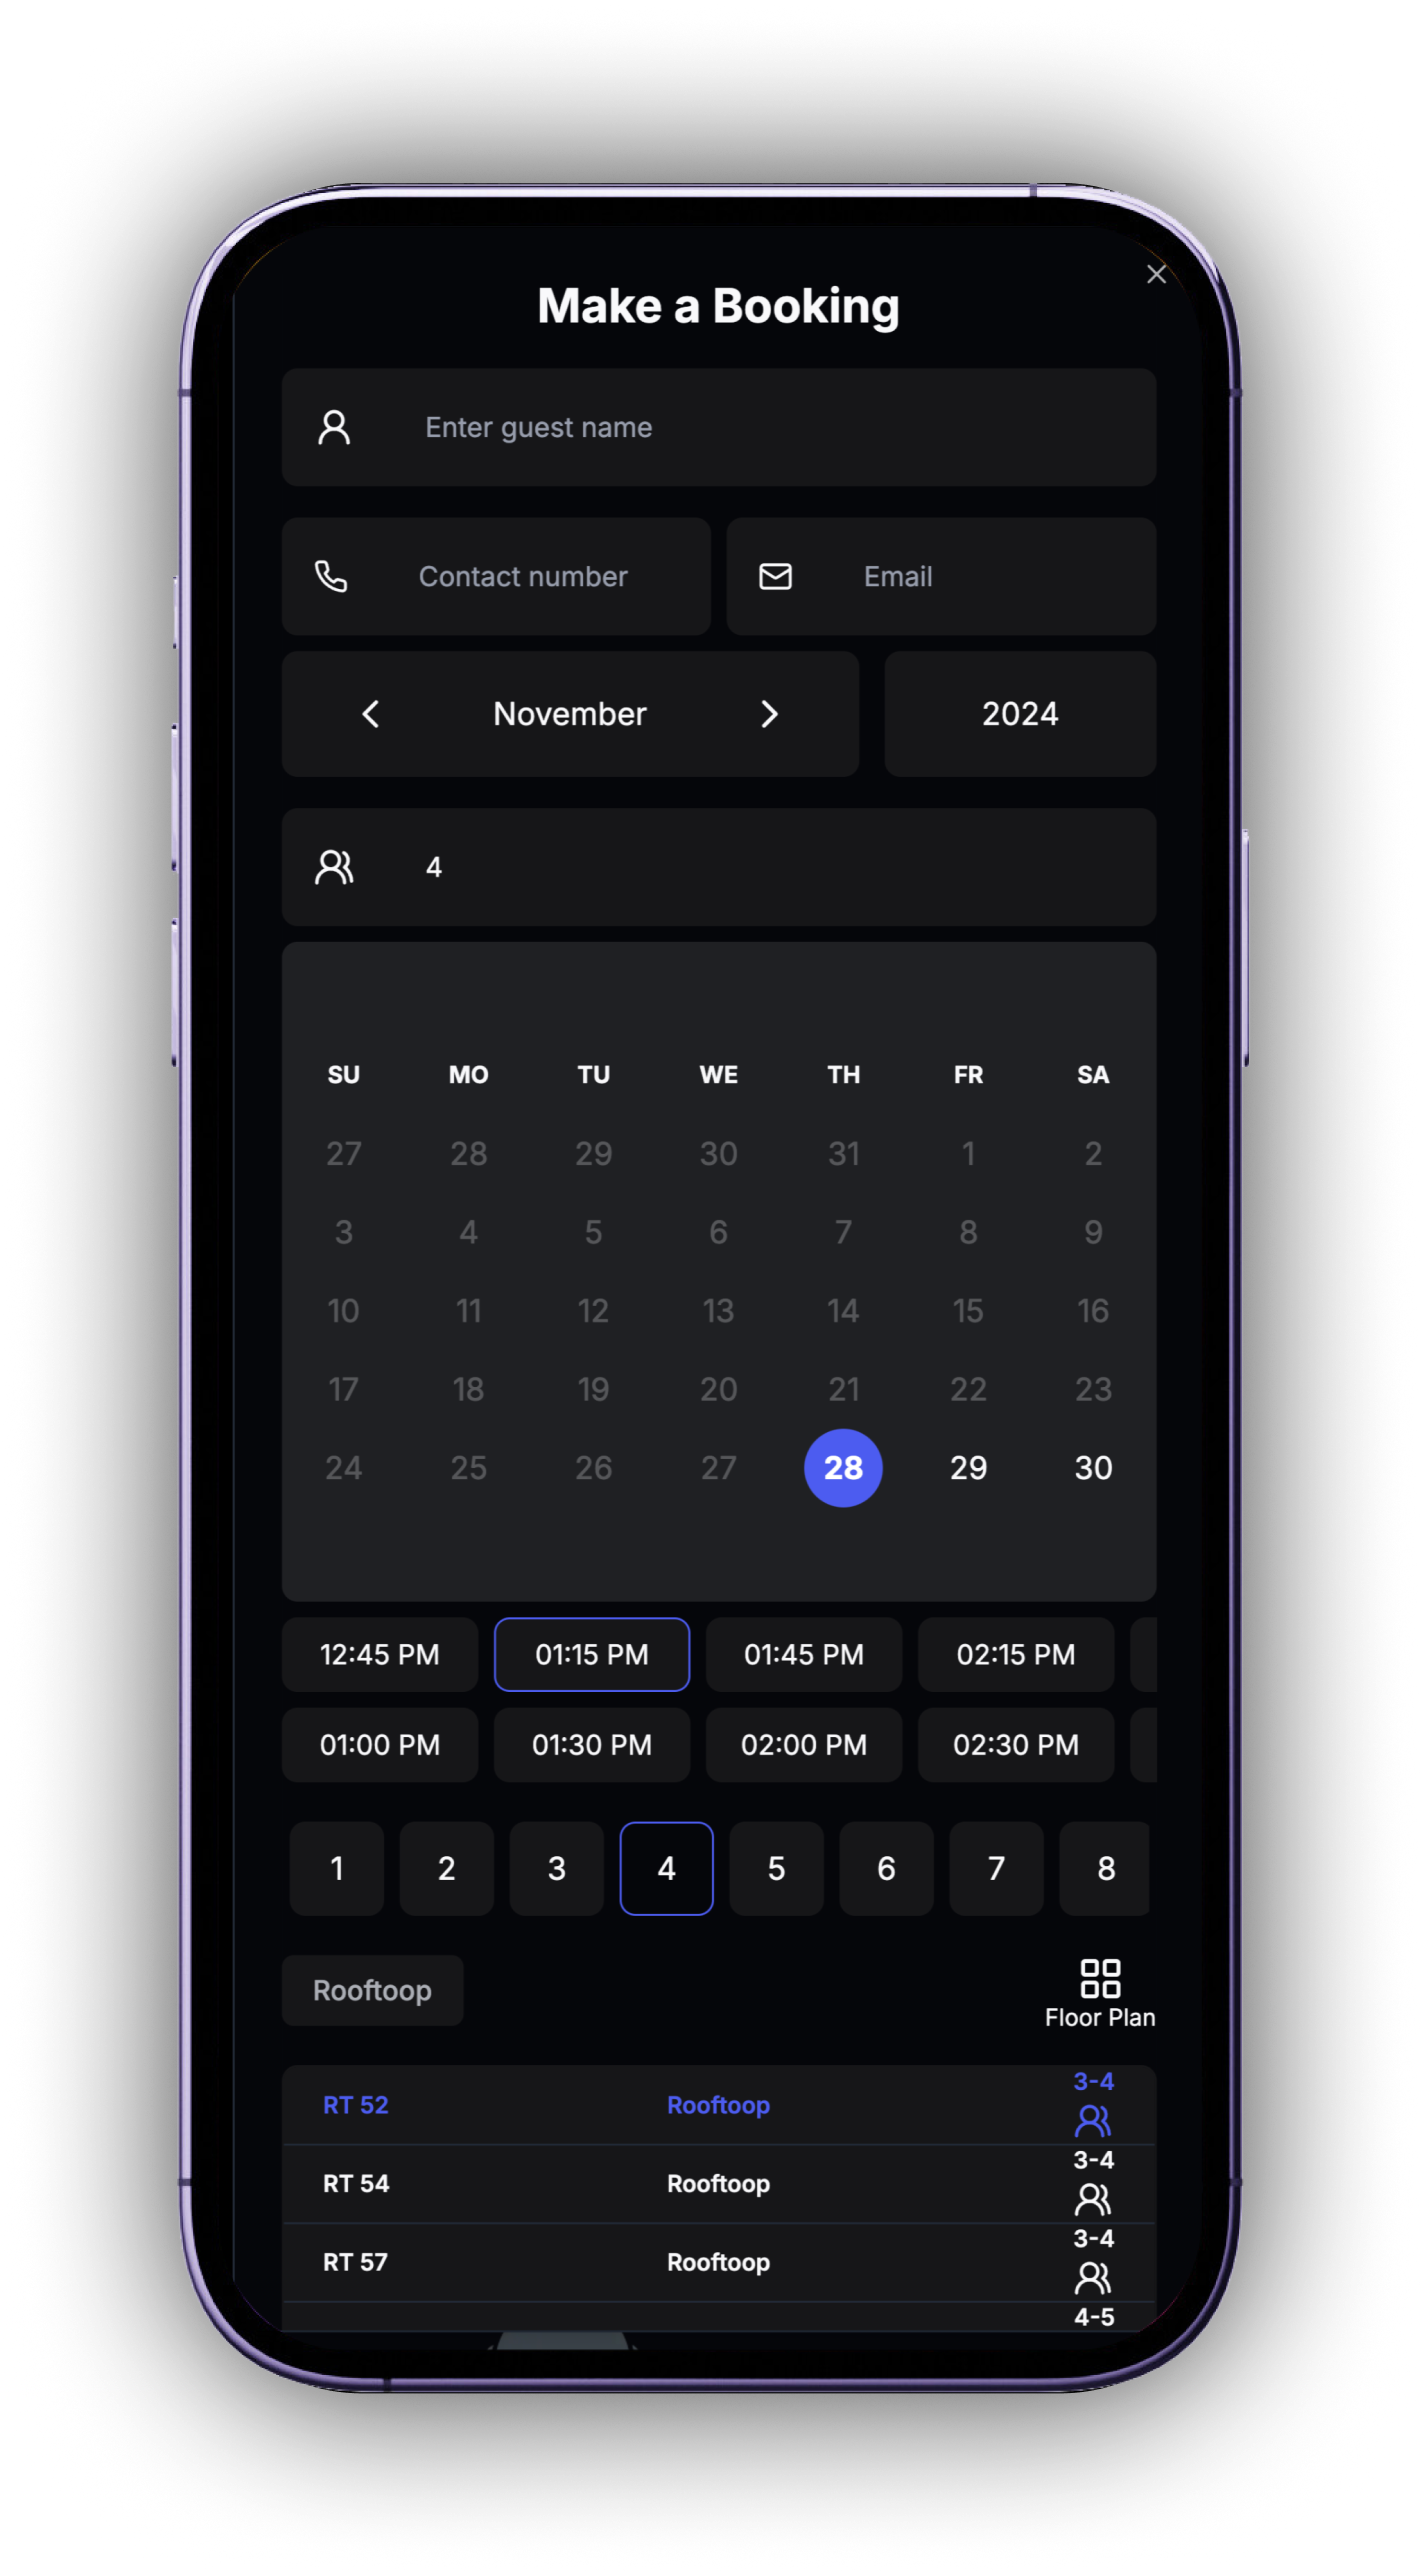 Make a Booking
Enter guest name
Contact number Email
November 2024
4
SU MO TU WE TH FR SA
27 28 29 30 31 1 2
3 4 5 6 7 8 9
10 11 12 13 14 15 16
17 18 19 20 21 22 23
24 25 26 27 28 29 30
12:45 PM 01:15 PM 01:45 PM 02:15 PM
01:00 PM 01:30 PM 02:00 PM 02:30 PM
1 2 3 4 5 6 7 8
Rooftoop
Floor Plan
RT 52 Rooftoop 3-4
RT 54 Rooftoop 3-4
RT 57 Rooftoop 3-4
4-5